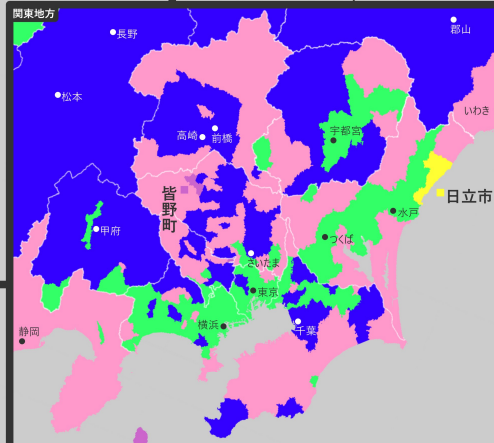 関東地方
長野
郡山
松本
いわき
高崎
前橋
宇都宮
皆野町
日立市
水戸
甲府
つくば
さいたま
東京
横浜
千葉
静岡